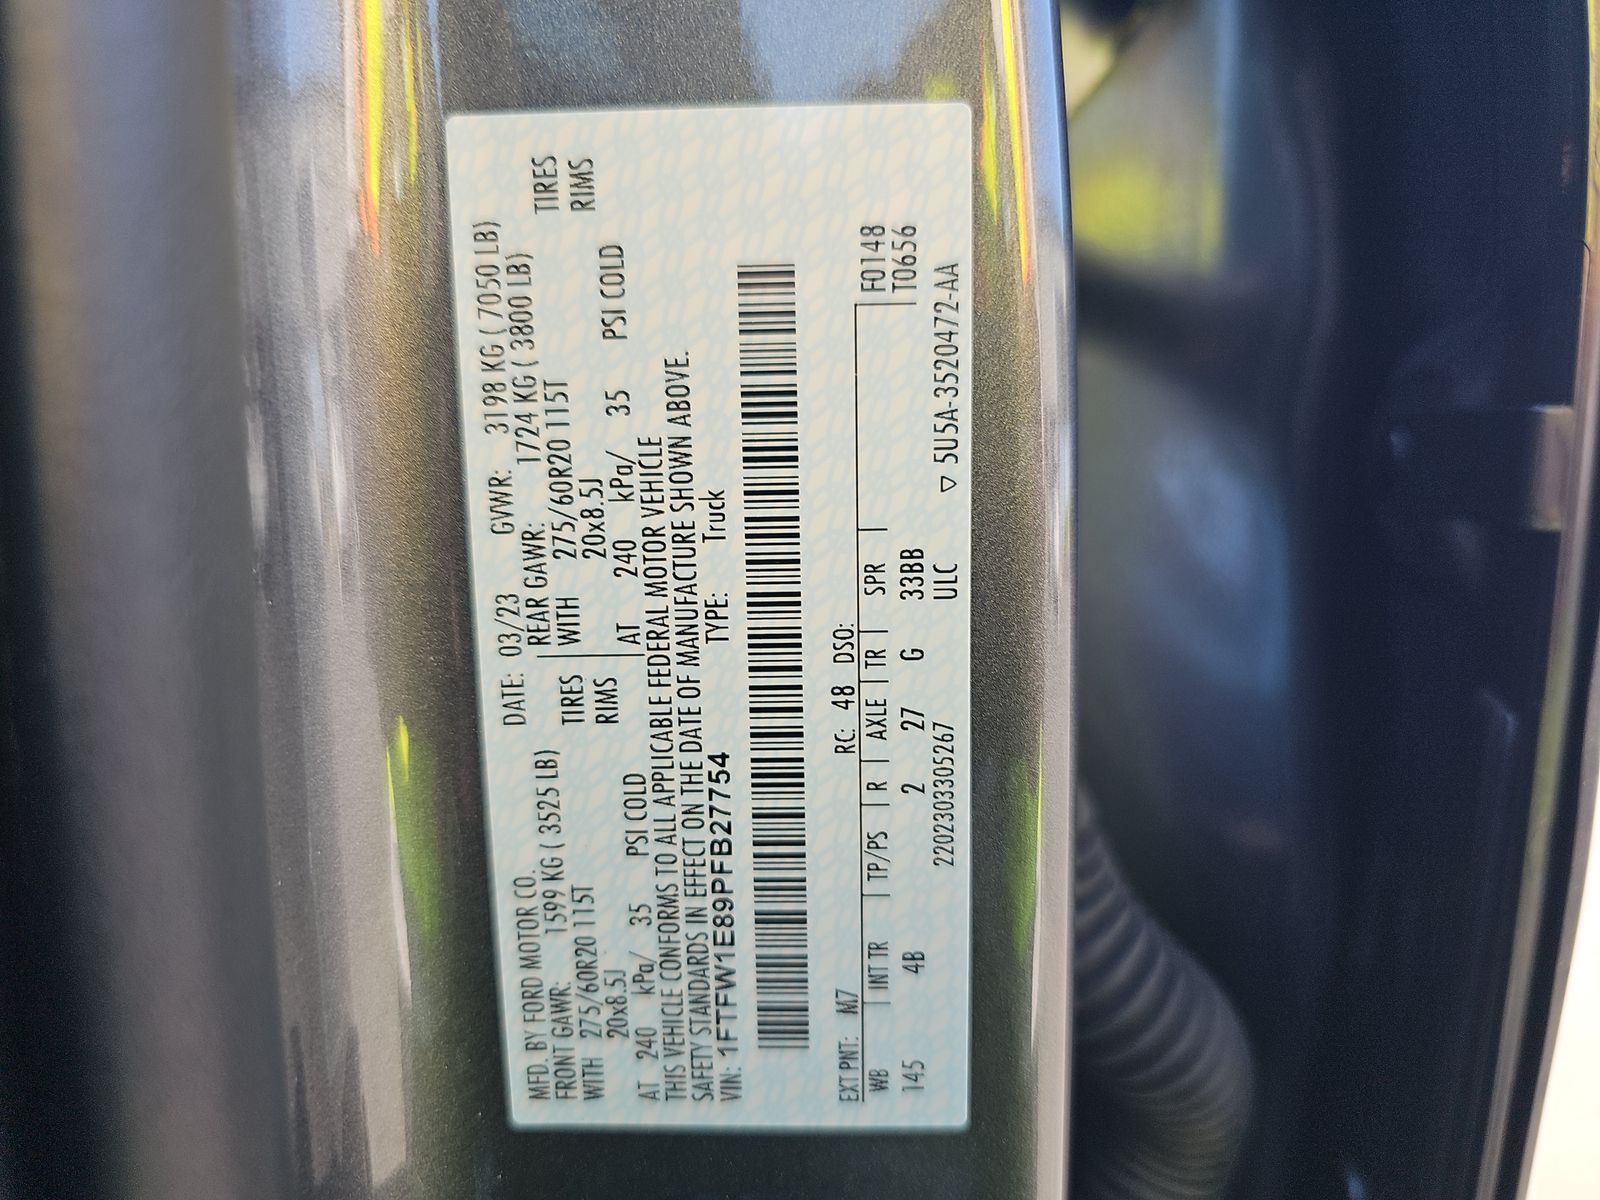 MFD. BY FORD MOTOR CO. DATE: 03/23 GVWR: 3198 KG ( 7050 LB)
FRONT GAWR: 1599 KG ( 3525 LB) REAR GAWR: 1724 KG ( 3800 LB)
WITH 275/60R20 115T TIRES WITH 275/60R20 115T TIRES
20x8.5J RIMS 20x8.5J RIMS
AT 240 kPa/ 35 PSI COLD AT 240 kPa/ 35 PSI COLD
THIS VEHICLE CONFORMS TO ALL APPLICABLE FEDERAL MOTOR VEHICLE
SAFETY STANDARDS IN EFFECT ON THE DATE OF MANUFACTURE SHOWN ABOVE.
VIN: 1FTFW1E89PFB27754 TYPE: Truck
EXT PNT: M7 RC: 48 DSO:
WB INT TR TP/PS R AXLE TR SPR F0148
145 4B 2 27 G 33BB T0656
2202303305267 ULC ▽ 5U5A-3520472-AA